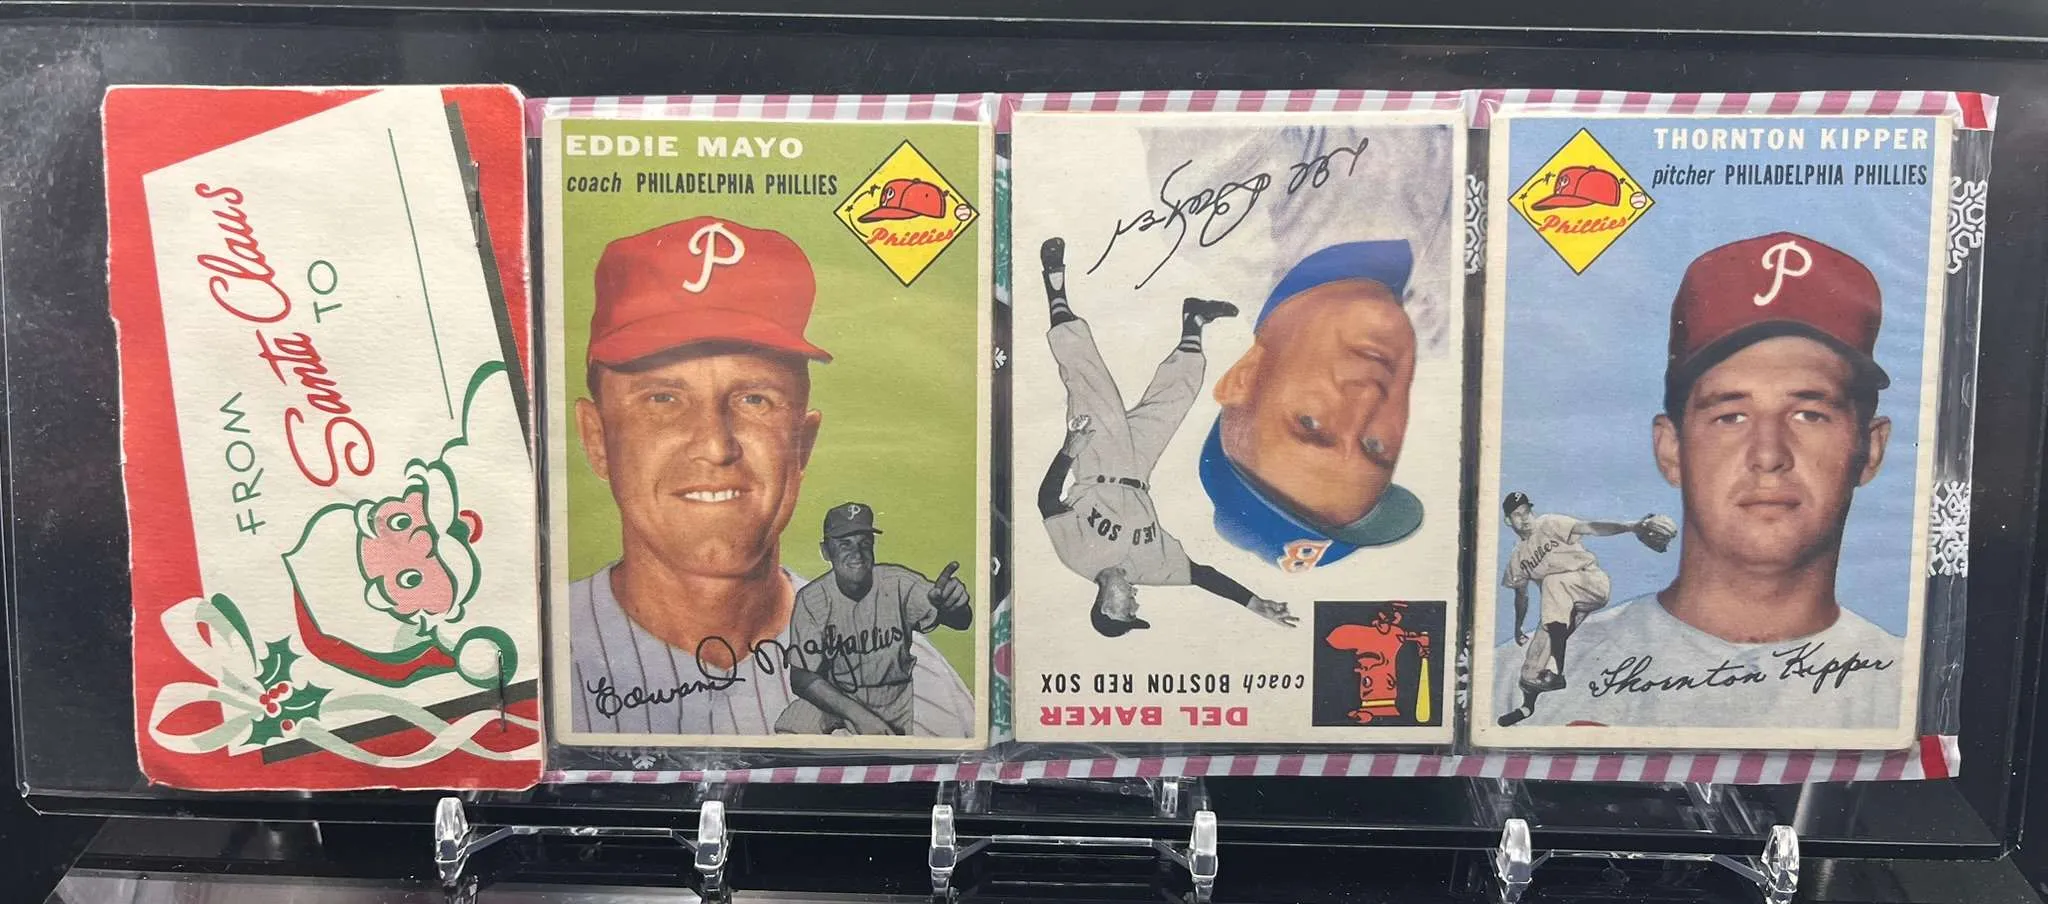 FROM
Santa Claus
TO
EDDIE MAYO
coach PHILADELPHIA PHILLIES
P
Phillies
P
Edward Mayo
Phillies
Del Baker
RED SOX
B
coach BOSTON RED SOX
DEL BAKER
THORNTON KIPPER
pitcher PHILADELPHIA PHILLIES
Phillies
P
P
Phillies
Thornton Kipper